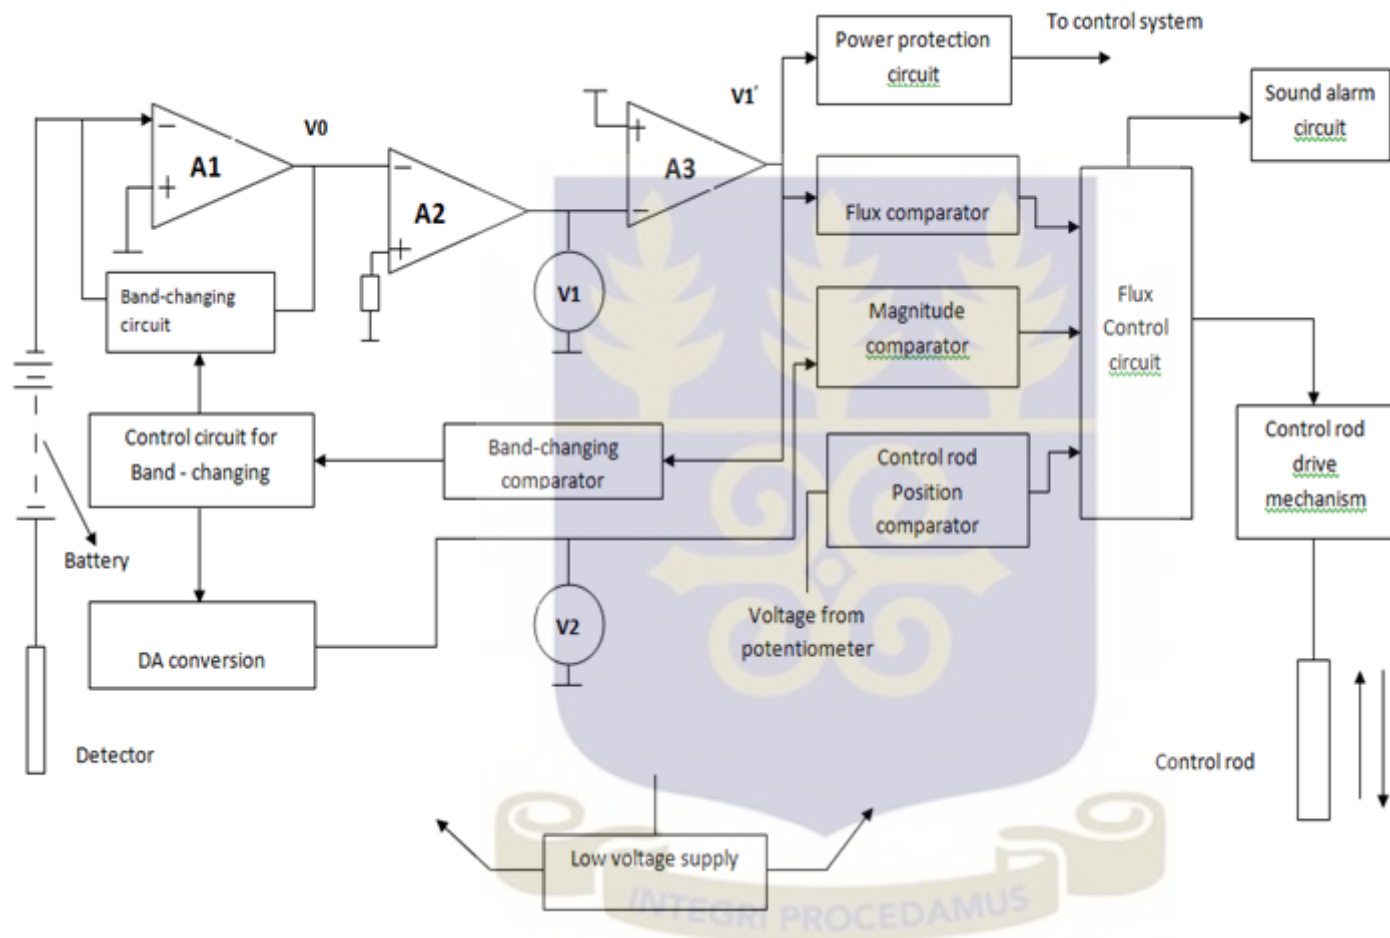 To control system
Power protection
circuit
Sound alarm
circuit
V0
V1'
A1
A2
A3
Flux comparator
Band-changing
circuit
V1
Magnitude
comparator
Flux
Control
circuit
Control circuit for
Band - changing
Band-changing
comparator
Control rod
Position
comparator
Control rod
drive
mechanism
Battery
Voltage from
potentiometer
V2
DA conversion
Detector
Control rod
Low voltage supply
INTEGRI PROCEDAMUS